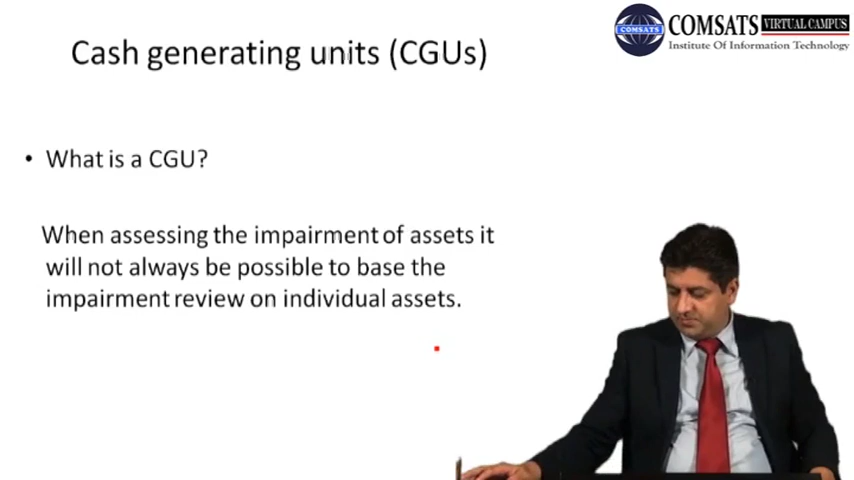 COMSATS VIRTUAL CAMPUS
COMSATS
Institute Of Information Technology
Cash generating units (CGUs)
• What is a CGU?
When assessing the impairment of assets it
will not always be possible to base the
impairment review on individual assets.